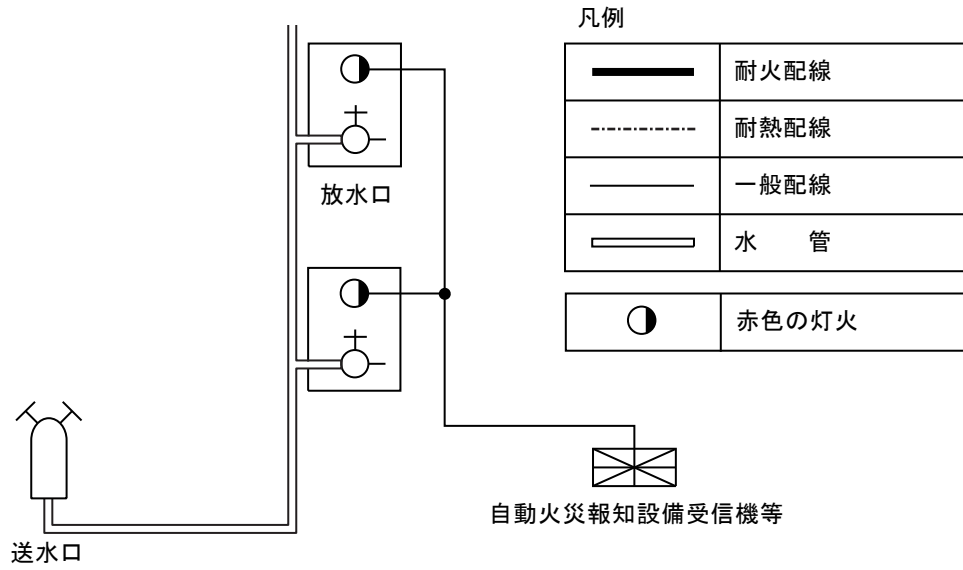 凡例
耐火配線
耐熱配線
一般配線
水　　管
赤色の灯火
放水口
自動火災報知設備受信機等
送水口